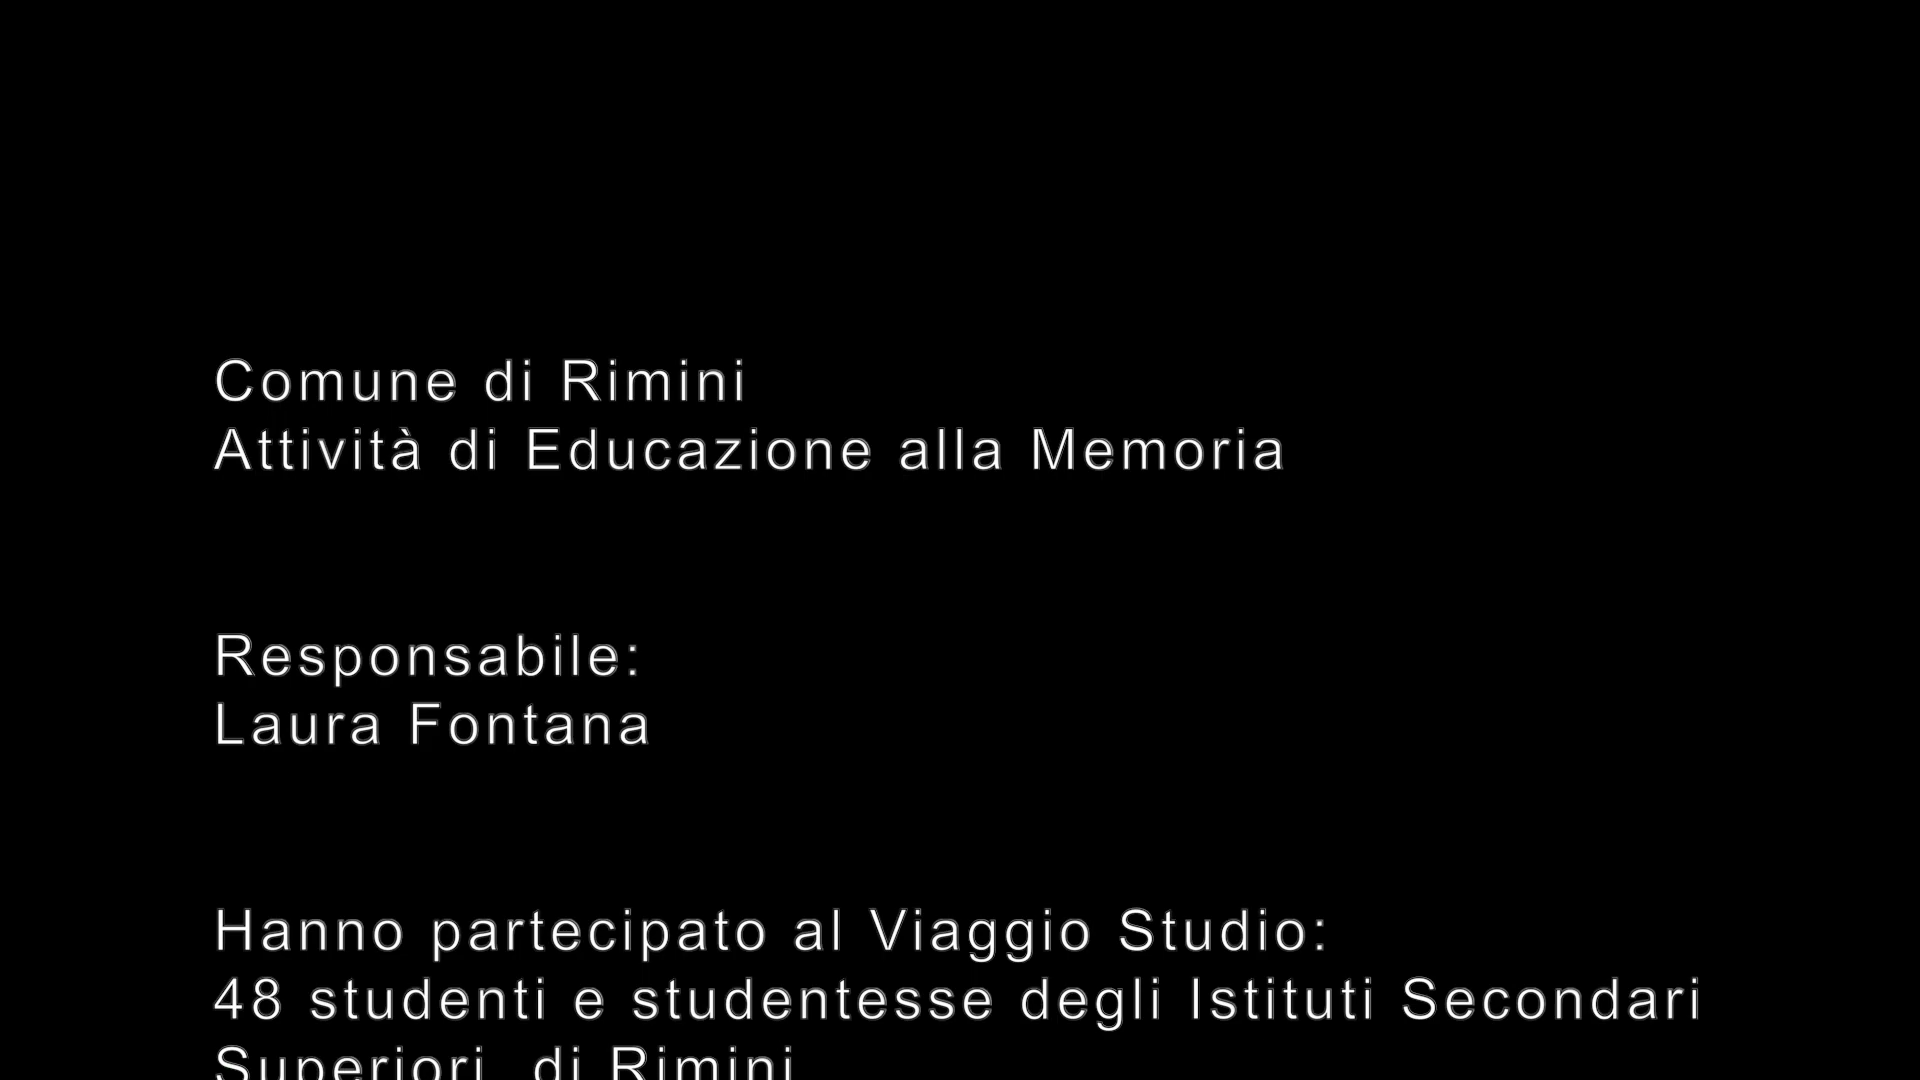 Comune di Rimini
Attività di Educazione alla Memoria
Responsabile:
Laura Fontana
Hanno partecipato al Viaggio Studio:
48 studenti e studentesse degli Istituti Secondari
Superiori di Rimini